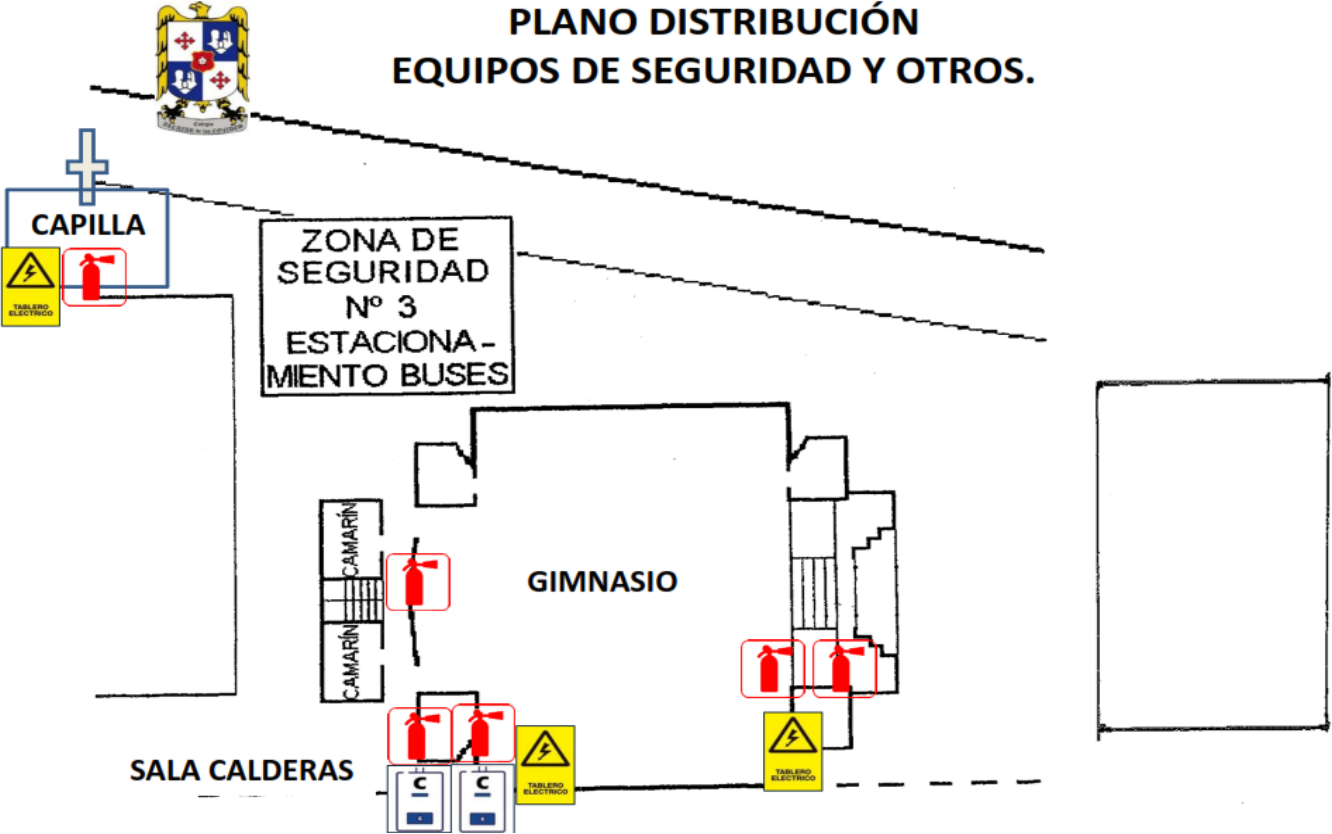 PLANO DISTRIBUCIÓN
EQUIPOS DE SEGURIDAD Y OTROS.
CAPILLA
TABLERO
ELECTRICO
ZONA DE
SEGURIDAD
Nº 3
ESTACIONA-
MIENTO BUSES
CAMARÍN
GIMNASIO
CAMARÍN
SALA CALDERAS
C
C
TABLERO
ELECTRICO
TABLERO
ELECTRICO